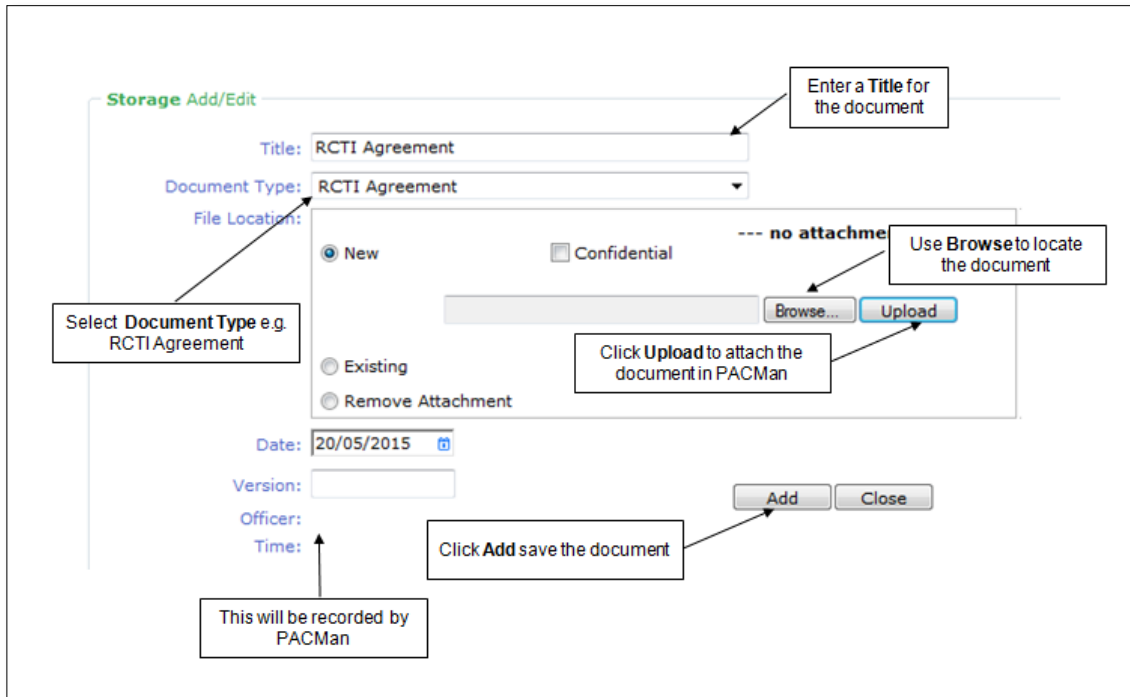 Enter a Title for
the document
Storage Add/Edit
Title: RCTI Agreement
Document Type: RCTI Agreement
File Location:
--- no attachme
New
Confidential
Use Browse to locate
the document
Browse... Upload
Select Document Type e.g.
RCTI Agreement
Click Upload to attach the
document in PACMan
Existing
Remove Attachment
Date: 20/05/2015
Version:
Add Close
Officer:
Time:
Click Add save the document
This will be recorded by
PACMan